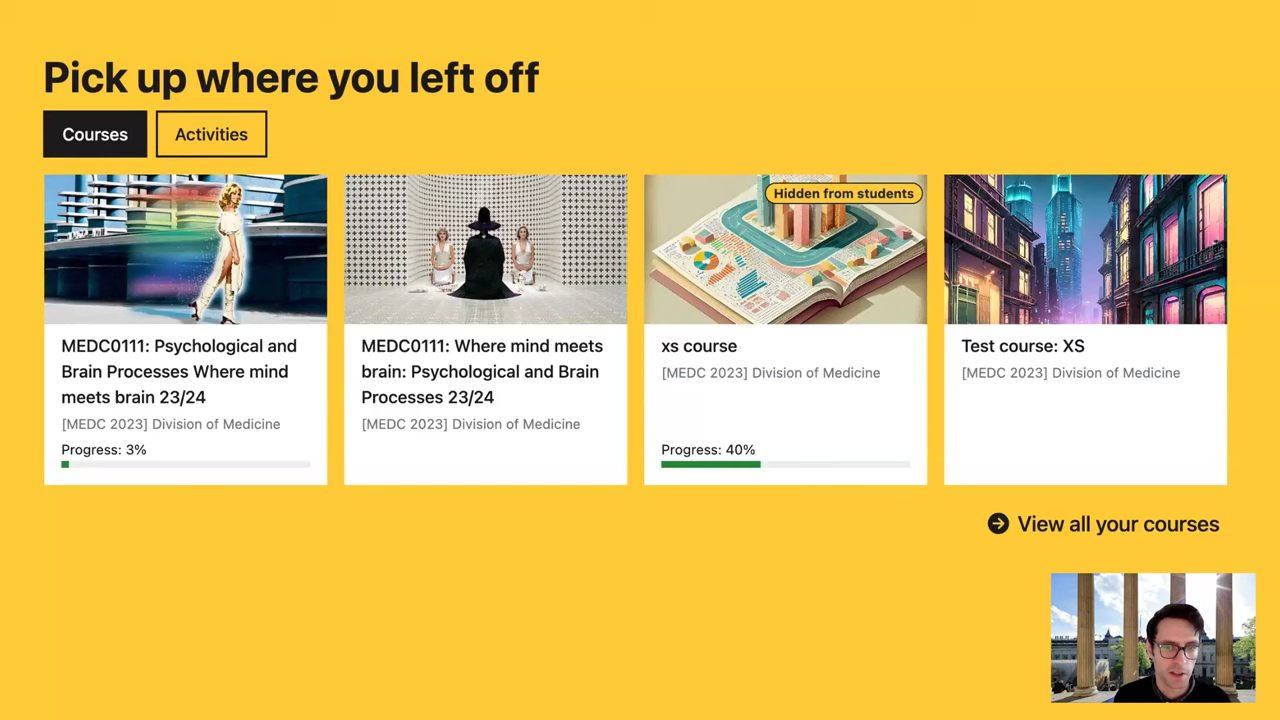 Pick up where you left off
Courses
Activities
Hidden from students
MEDC0111: Psychological and
Brain Processes Where mind
meets brain 23/24
[MEDC 2023] Division of Medicine
Progress: 3%
MEDC0111: Where mind meets
brain: Psychological and Brain
Processes 23/24
[MEDC 2023] Division of Medicine
xs course
[MEDC 2023] Division of Medicine
Progress: 40%
Test course: XS
[MEDC 2023] Division of Medicine
View all your courses